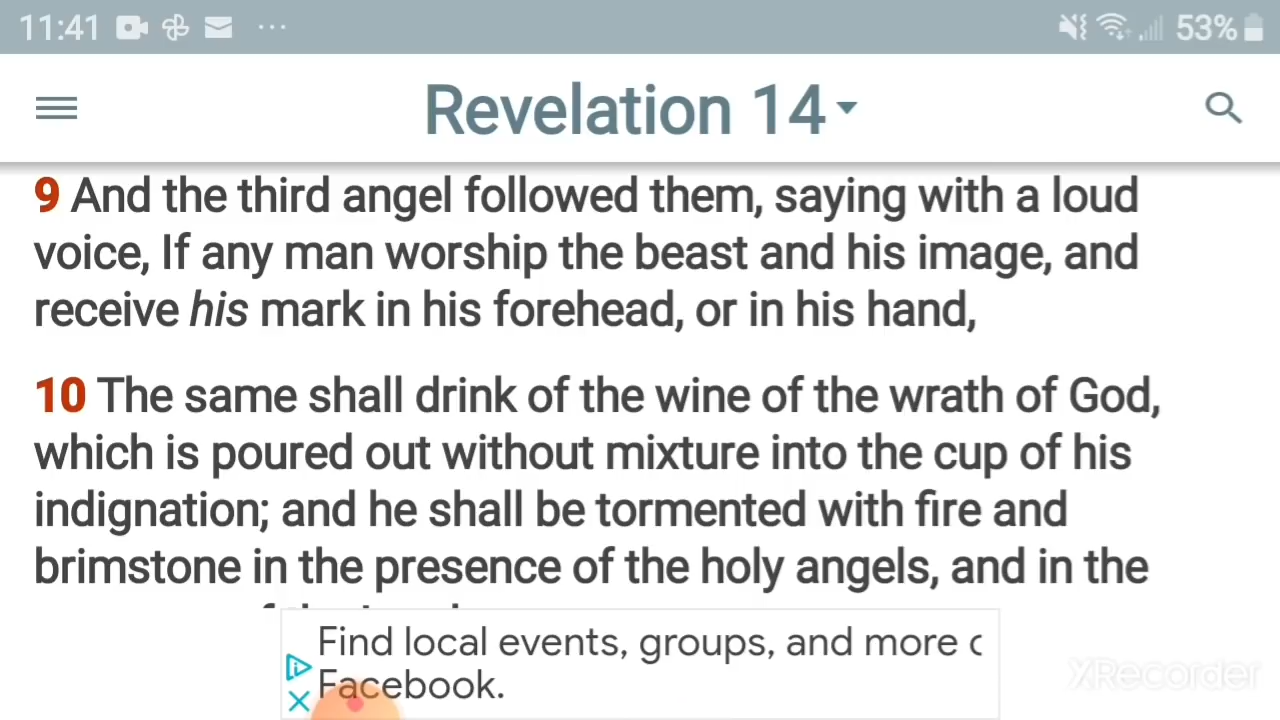 11:41 ... 53%
Revelation 14
9 And the third angel followed them, saying with a loud
voice, If any man worship the beast and his image, and
receive his mark in his forehead, or in his hand,
10 The same shall drink of the wine of the wrath of God,
which is poured out without mixture into the cup of his
indignation; and he shall be tormented with fire and
brimstone in the presence of the holy angels, and in the
Find local events, groups, and more
Facebook.
XRecorder